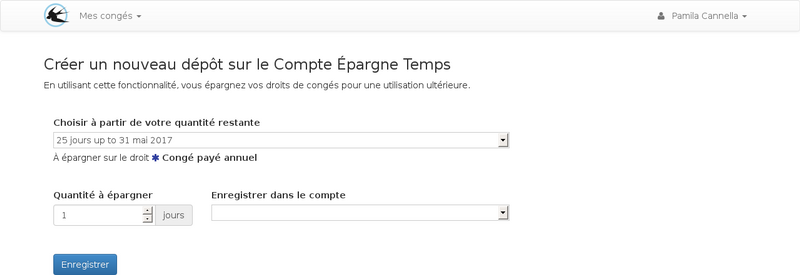 Mes congés
Pamila Cannella
Créer un nouveau dépôt sur le Compte Épargne Temps
En utilisant cette fonctionnalité, vous épargnez vos droits de congés pour une utilisation ultérieure.
Choisir à partir de votre quantité restante
25 jours up to 31 mai 2017
À épargner sur le droit ✱ Congé payé annuel
Quantité à épargner
Enregistrer dans le compte
1 jours
Enregistrer